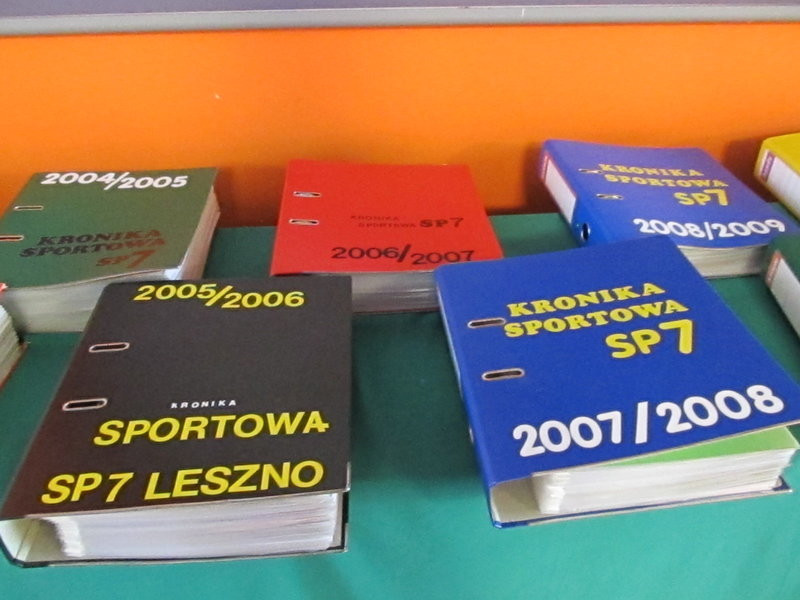 2004/2005
KRONIKA
SPORTOWA
SP7
KRONIKA
SPORTOWA SP7
2006/2007
KRONIKA
SPORTOWA
SP7
2008/2009
2005/2006
KRONIKA
SPORTOWA
SP7 LESZNO
KRONIKA
SPORTOWA
SP7
2007/2008